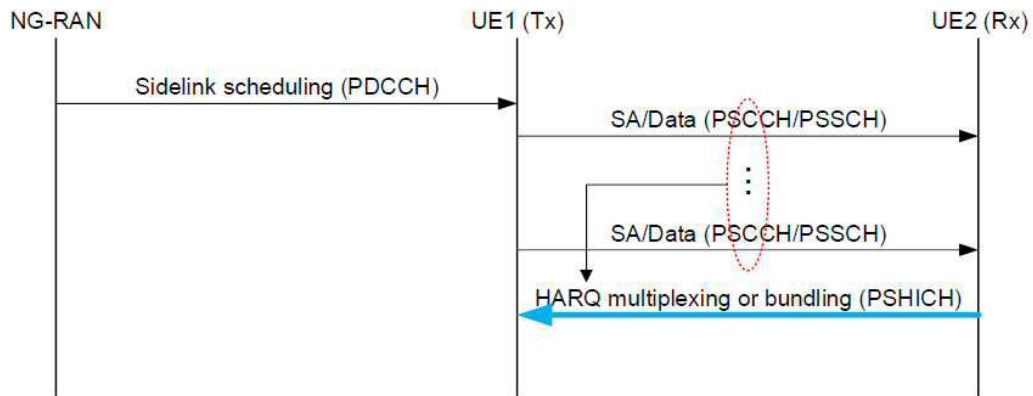 NG-RAN
UE1 (Tx)
UE2 (Rx)
Sidelink scheduling (PDCCH)
SA/Data (PSCCH/PSSCH)
⋮
SA/Data (PSCCH/PSSCH)
HARQ multiplexing or bundling (PSHICH)